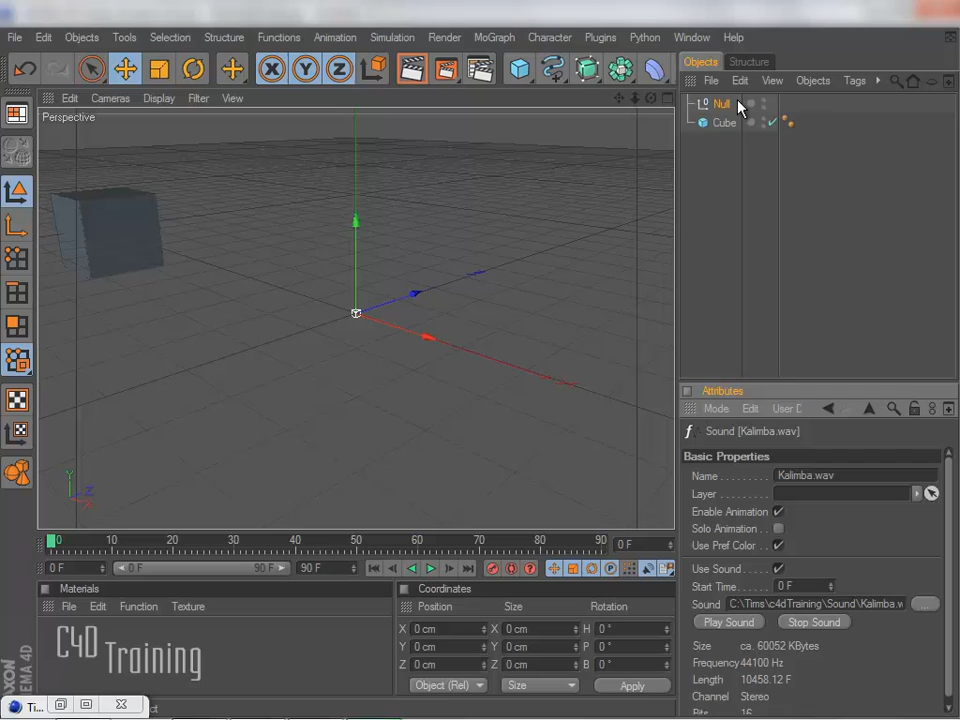 File Edit Objects Tools Selection Structure Functions Animation Simulation Render MoGraph Character Plugins Python Window Help
X Y Z
Objects Structure
File Edit View Objects Tags
0 Null
Cube
Edit Cameras Display Filter View
Perspective
Y
Z
X
Attributes
Mode Edit User D
Sound [Kalimba.wav]
Basic Properties
Name Kalimba.wav
Layer
Enable Animation
Solo Animation
Use Pref Color
Use Sound
Start Time 0 F
Sound C:\Tims\c4dTraining\Sound\Kalimba.w ...
Play Sound Stop Sound
Size ca. 60052 KBytes
Frequency 44100 Hz
Length 10458.12 F
Channel Stereo
Bits 16
0 10 20 30 40 50 60 70 80 90 0 F
0 F 0 F 90 F 90 F
Materials
File Edit Function Texture
C4D Training
Coordinates
Position Size Rotation
X 0 cm X 0 cm H 0 °
Y 0 cm Y 0 cm P 0 °
Z 0 cm Z 0 cm B 0 °
Object (Rel) Size Apply
Ti...